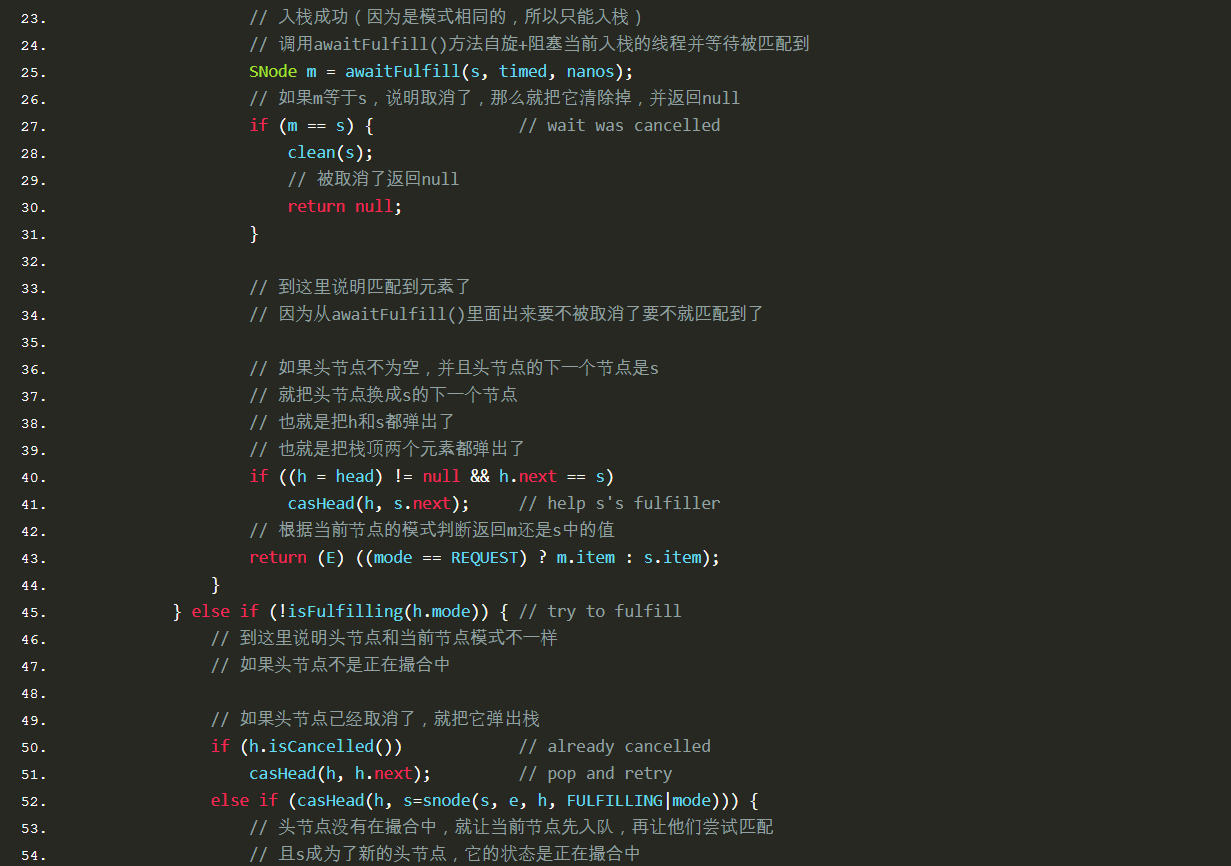 23. // 入栈成功（因为是模式相同的，所以只能入栈）
24. // 调用awaitFulfill()方法自旋+阻塞当前入栈的线程并等待被匹配到
25. SNode m = awaitFulfill(s, timed, nanos);
26. // 如果m等于s，说明取消了，那么就把它清除掉，并返回null
27. if (m == s) { // wait was cancelled
28. clean(s);
29. // 被取消了返回null
30. return null;
31. }
32.
33. // 到这里说明匹配到元素了
34. // 因为从awaitFulfill()里面出来要不被取消了要不就匹配到了
35.
36. // 如果头节点不为空，并且头节点的下一个节点是s
37. // 就把头节点换成s的下一个节点
38. // 也就是把h和s都弹出了
39. // 也就是把栈顶两个元素都弹出了
40. if ((h = head) != null && h.next == s)
41. casHead(h, s.next); // help s's fulfiller
42. // 根据当前节点的模式判断返回m还是s中的值
43. return (E) ((mode == REQUEST) ? m.item : s.item);
44. }
45. } else if (!isFulfilling(h.mode)) { // try to fulfill
46. // 到这里说明头节点和当前节点模式不一样
47. // 如果头节点不是正在撮合中
48.
49. // 如果头节点已经取消了，就把它弹出栈
50. if (h.isCancelled()) // already cancelled
51. casHead(h, h.next); // pop and retry
52. else if (casHead(h, s=snode(s, e, h, FULFILLING|mode))) {
53. // 头节点没有在撮合中，就让当前节点先入队，再让他们尝试匹配
54. // 且s成为了新的头节点，它的状态是正在撮合中